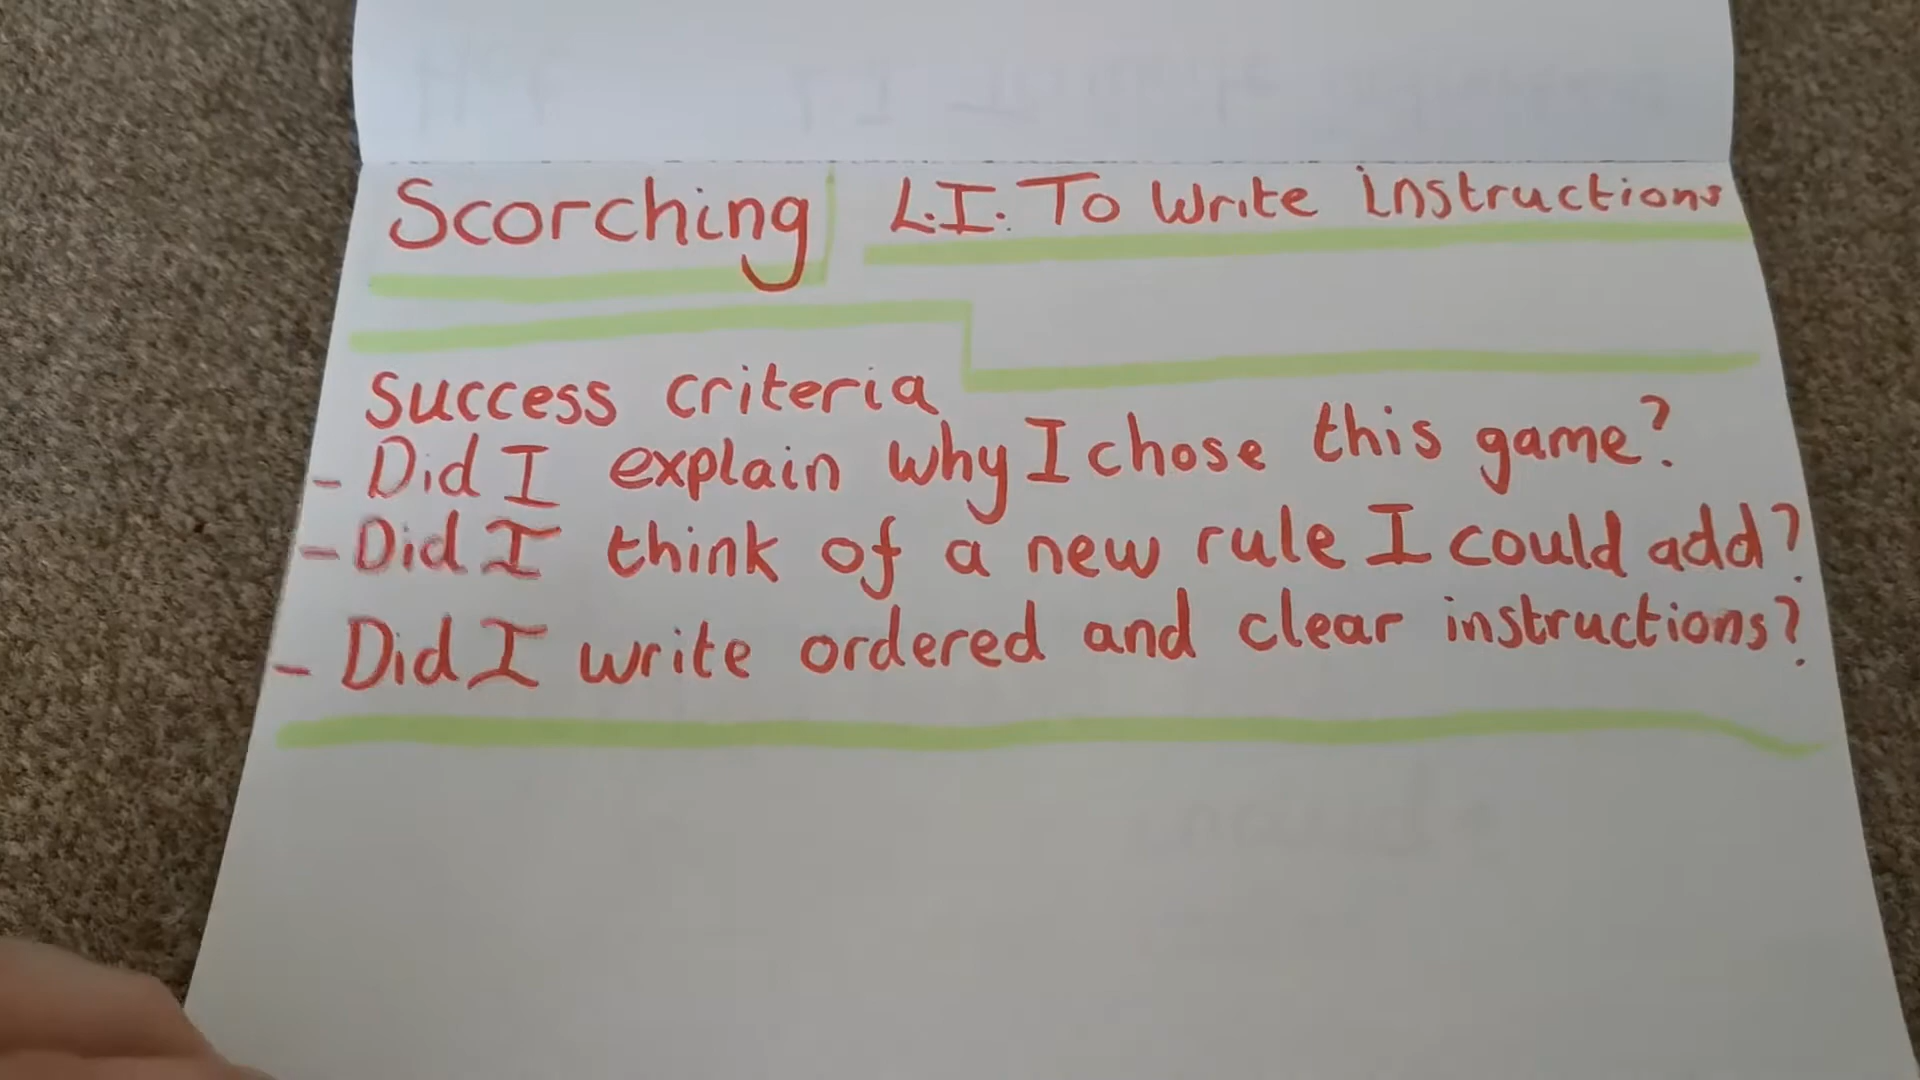 Scorching
L.I. To Write instructions
Success criteria
- Did I explain why I chose this game?
- Did I think of a new rule I could add?
- Did I write ordered and clear instructions?